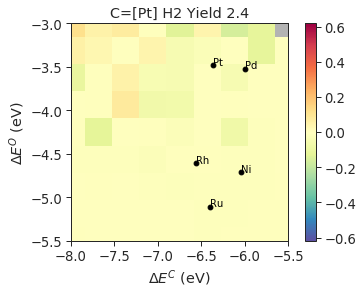 C=[Pt] H2 Yield 2.4
−3.0
−3.5
−4.0
−4.5
−5.0
−5.5
ΔE^O (eV)
Pt
Pd
Rh
Ni
Ru
−8.0 −7.5 −7.0 −6.5 −6.0 −5.5
ΔE^C (eV)
0.6
0.4
0.2
0.0
−0.2
−0.4
−0.6